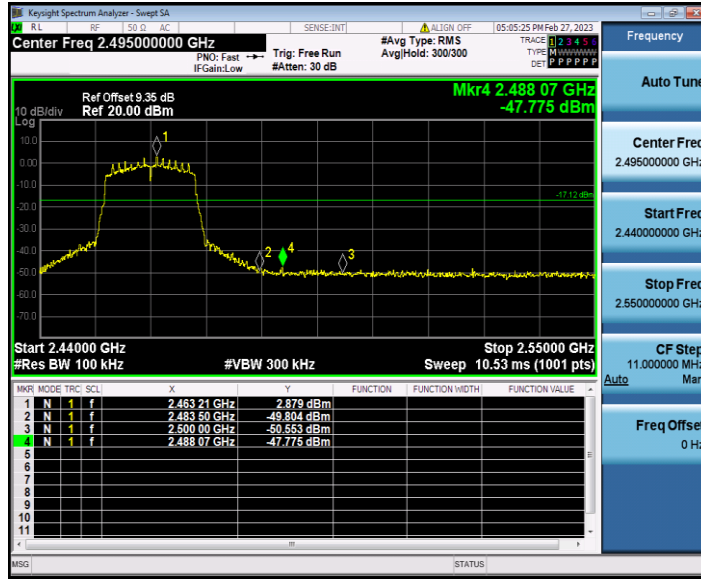 Keysight Spectrum Analyzer - Swept SA
RL RF 50 Ω AC SENSE:INT ALIGN OFF 05:05:25 PM Feb 27, 2023
Center Freq 2.495000000 GHz
PNO: Fast
IFGain:Low
Trig: Free Run
#Atten: 30 dB
#Avg Type: RMS
Avg|Hold: 300/300
TRACE 1 2 3 4 5 6
TYPE M W W W W W
DET P P P P P P
Frequency
Mkr4 2.488 07 GHz
-47.775 dBm
Ref Offset 9.35 dB
10 dB/div Ref 20.00 dBm
Log
10.0
0.00
-10.0
-20.0
-30.0
-40.0
-50.0
-60.0
-70.0
1
-17.12 dBm
2
4
3
Start 2.44000 GHz Stop 2.55000 GHz
#Res BW 100 kHz #VBW 300 kHz Sweep 10.53 ms (1001 pts)
MKR MODE TRC SCL X Y FUNCTION FUNCTION WIDTH FUNCTION VALUE
1 N 1 f 2.463 21 GHz 2.879 dBm
2 N 1 f 2.483 50 GHz -49.804 dBm
3 N 1 f 2.500 00 GHz -50.553 dBm
4 N 1 f 2.488 07 GHz -47.775 dBm
5
6
7
8
9
10
11
MSG STATUS
Auto Tune
Center Freq
2.495000000 GHz
Start Freq
2.440000000 GHz
Stop Freq
2.550000000 GHz
CF Step
11.000000 MHz
Auto Man
Freq Offset
0 Hz